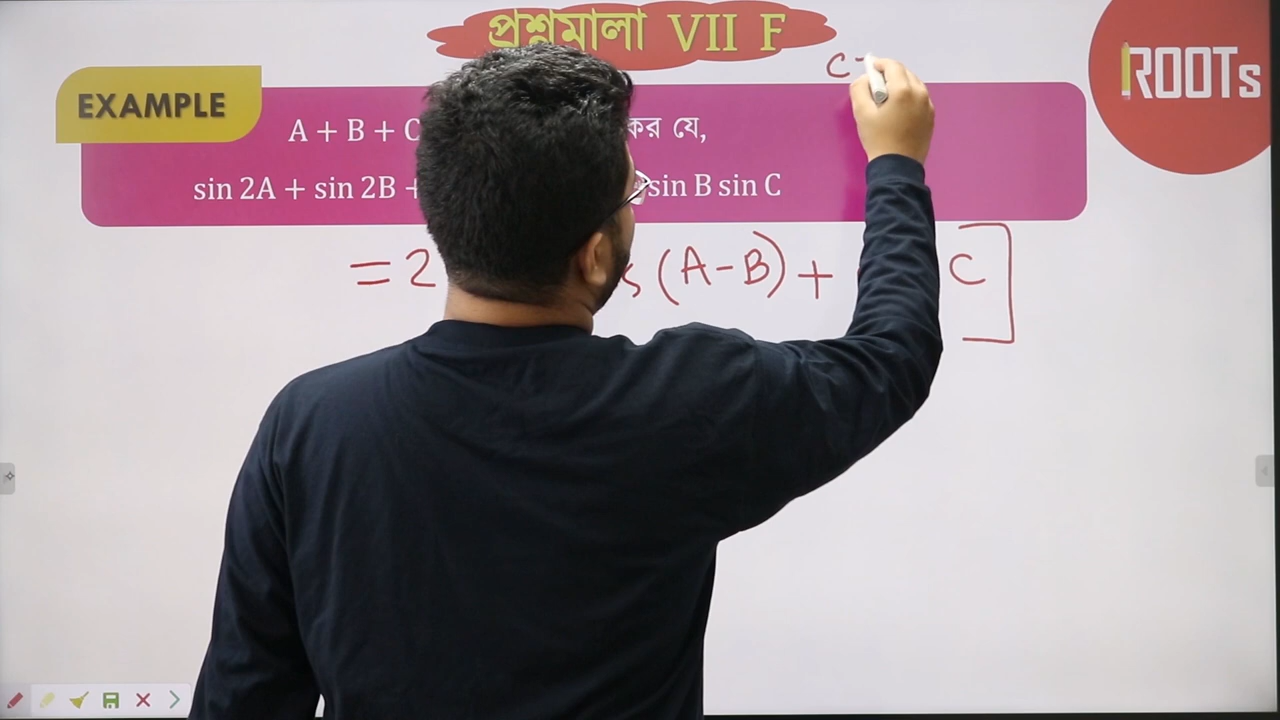 প্রশ্নমালা VII F
C-
ROOTs
EXAMPLE
A + B + C কর যে,
sin 2A + sin 2B + sin B sin C
= 2 s (A-B) + C ]